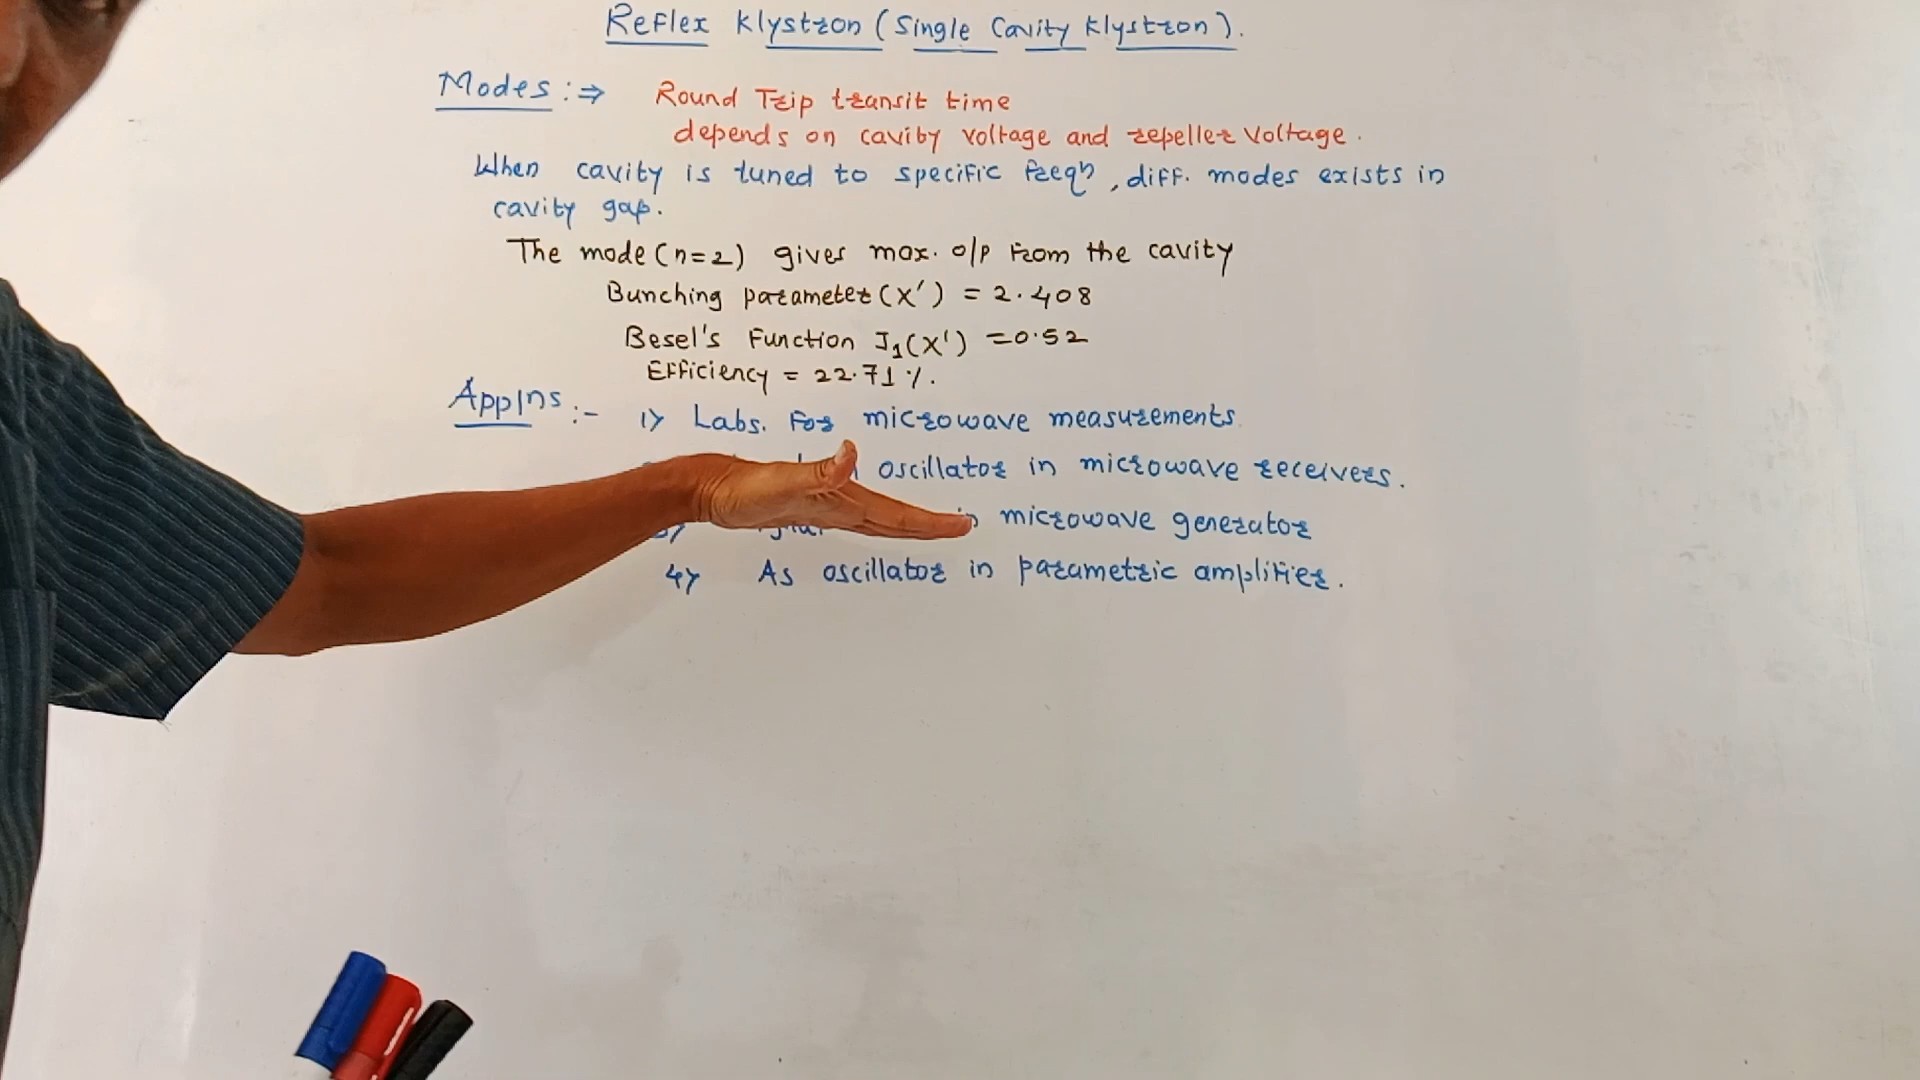 Reflex Klystron (Single Cavity Klystron).
Modes :⇒ Round Trip transit time
depends on cavity voltage and repeller voltage.
When cavity is tuned to specific freqn, diff. modes exists in
cavity gap.
The mode (n=2) gives max. o/p from the cavity
Bunching parameter (X') = 2.408
Besel's Function J1(X') = 0.52
Efficiency = 22.71%.
Applns :- 1) Labs. For microwave measurements.
oscillator in microwave receivers.
microwave generator
4) As oscillator in parametric amplifier.